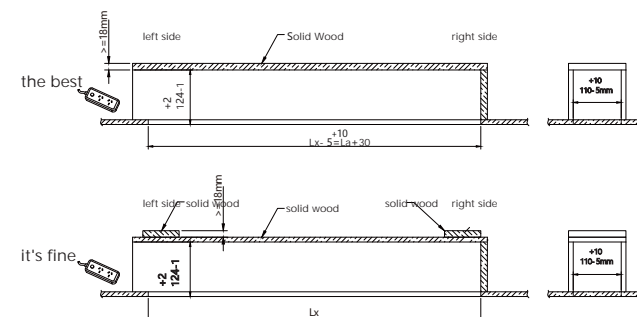 left side
Solid Wood
right side
>=18mm
the best
+2
124-1
+10
Lx- 5=La+30
+10
110-5mm
left side
solid wood
>=18mm
solid wood
solid wood
right side
it's fine
+2
124-1
Lx
+10
110-5mm